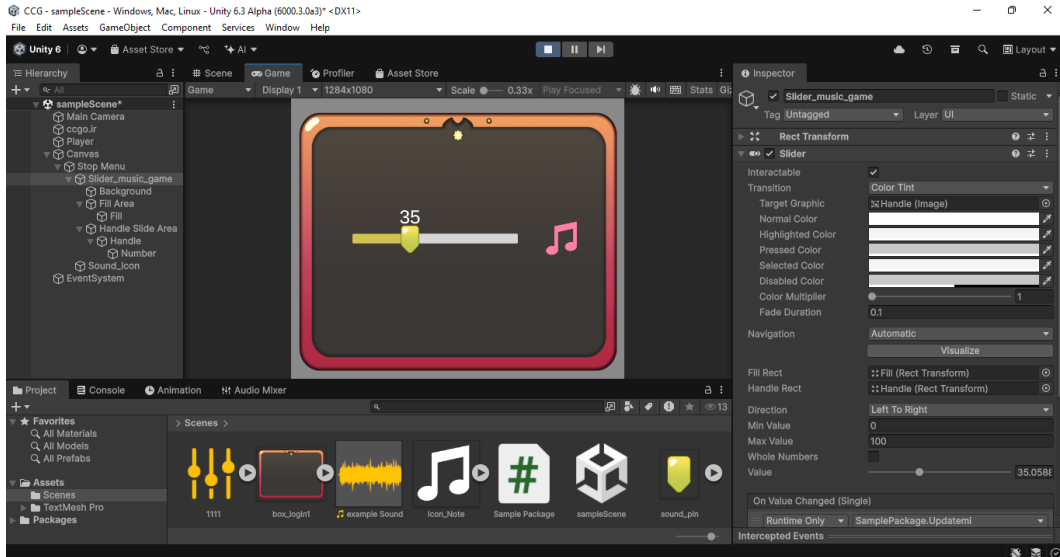 CCG - sampleScene - Windows, Mac, Linux - Unity 6.3 Alpha (6000.3.0a3)* <DX11>
File Edit Assets GameObject Component Services Window Help
Unity 6 Asset Store AI Layout
Hierarchy
All
sampleScene*
Main Camera
ccgo.ir
Player
Canvas
Stop Menu
Slider_music_game
Background
Fill Area
Fill
Handle Slide Area
Handle
Number
Sound_Icon
EventSystem
Scene Game Profiler Asset Store
Game Display 1 1284x1080 Scale 0.33x Play Focused Stats Giz
35
Inspector
Slider_music_game Static
Tag Untagged Layer UI
Rect Transform
Slider
Interactable
Transition Color Tint
Target Graphic Handle (Image)
Normal Color
Highlighted Color
Pressed Color
Selected Color
Disabled Color
Color Multiplier 1
Fade Duration 0.1
Navigation Automatic
Visualize
Fill Rect Fill (Rect Transform)
Handle Rect Handle (Rect Transform)
Direction Left To Right
Min Value 0
Max Value 100
Whole Numbers
Value 35.0588
On Value Changed (Single)
Runtime Only SamplePackage.Updatemi
Intercepted Events
Project Console Animation Audio Mixer
13
Favorites
All Materials
All Models
All Prefabs
Assets
Scenes
TextMesh Pro
Packages
Scenes >
1111 box_login1 example Sound Icon_Note Sample Package sampleScene sound_pin